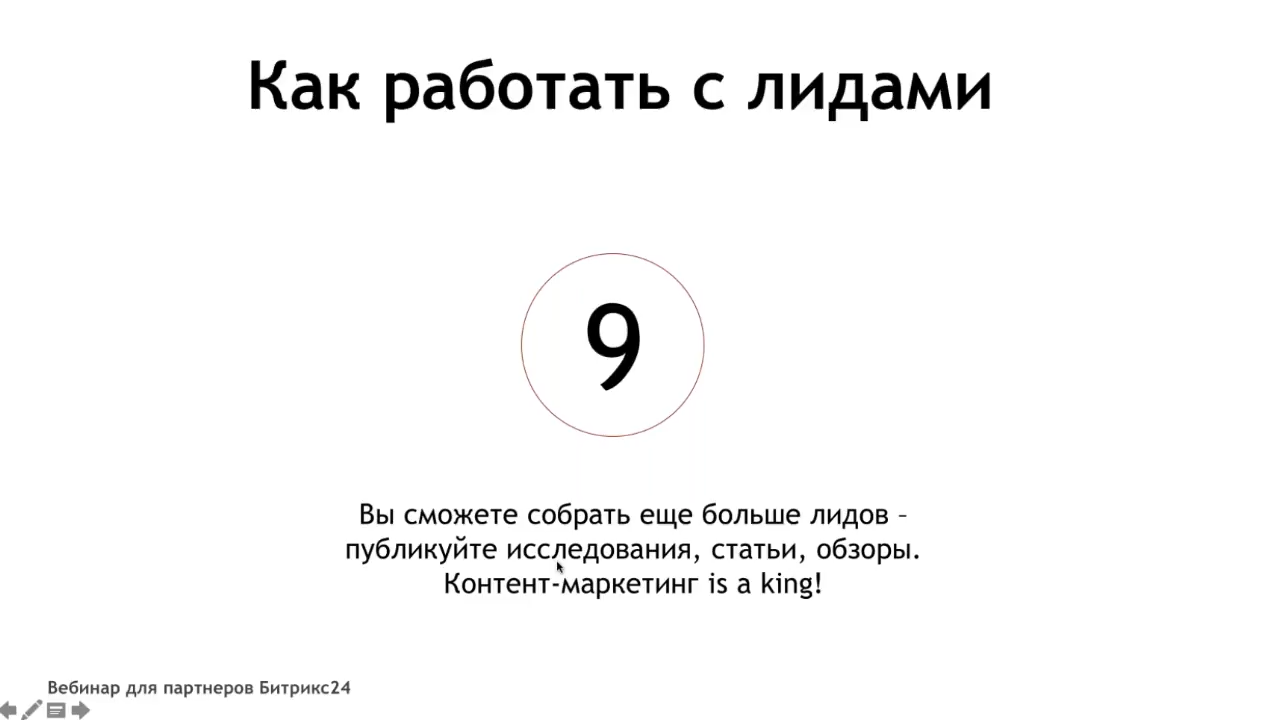 Как работать с лидами
9
Вы сможете собрать еще больше лидов –
публикуйте исследования, статьи, обзоры.
Контент-маркетинг is a king!
Вебинар для партнеров Битрикс24